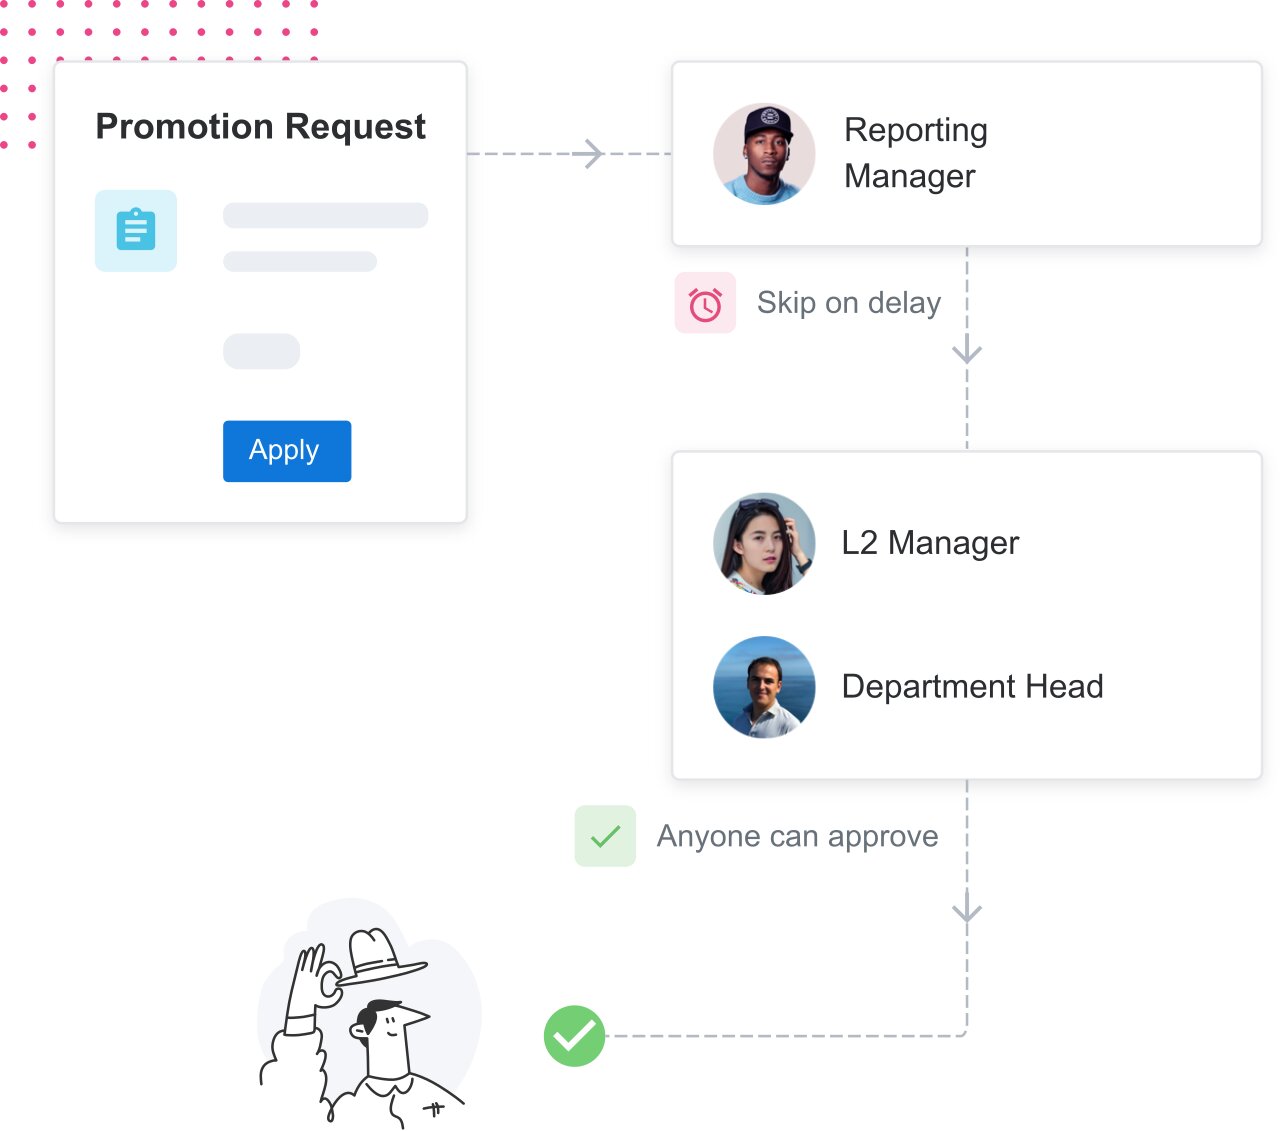 Promotion Request
Apply
Reporting
Manager
Skip on delay
L2 Manager
Department Head
Anyone can approve